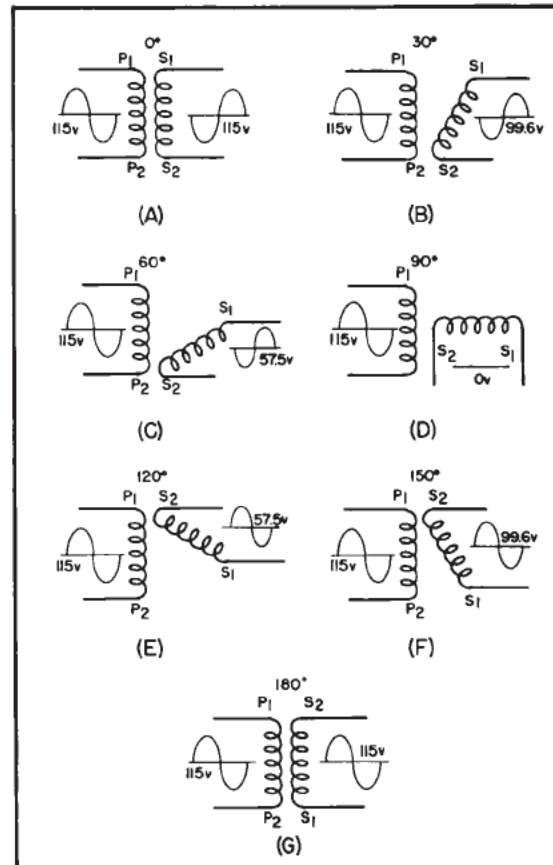 0°
P1 S1
115v 115v
P2 S2
(A)
30°
P1 S1
115v 99.6v
P2 S2
(B)
60°
P1 S1
115v 57.5v
P2 S2
(C)
90°
P1
115v
S2 S1
0v
(D)
120°
P1 S2
57.5v
115v
S1
P2
(E)
150°
P1 S2
99.6v
115v
S1
P2
(F)
180°
P1 S2
115v
115v
P2 S1
(G)